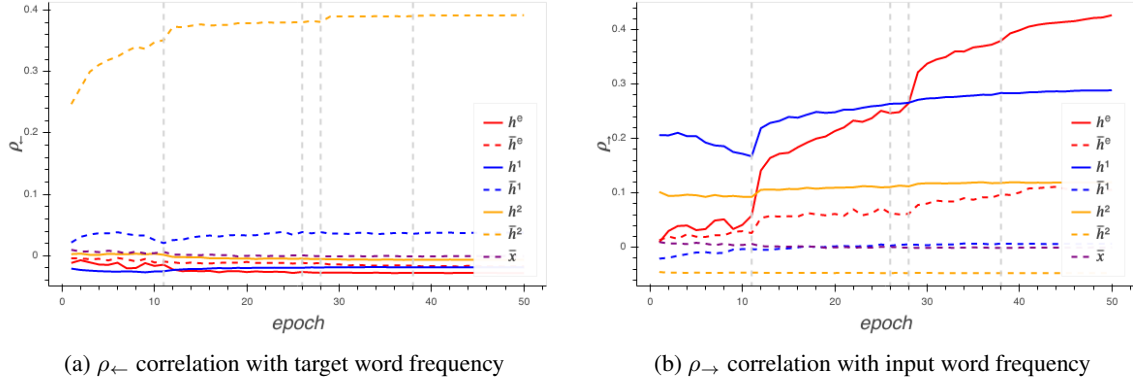 0.4
0.3
0.2
0.1
0
ρ←
hᵉ
h̄ᵉ
h¹
h̄¹
h²
h̄²
x̄
0 10 20 30 40 50
epoch
(a) ρ← correlation with target word frequency
0.4
0.3
0.2
0.1
0
ρ→
hᵉ
h̄ᵉ
h¹
h̄¹
h²
h̄²
x̄
0 10 20 30 40 50
epoch
(b) ρ→ correlation with input word frequency